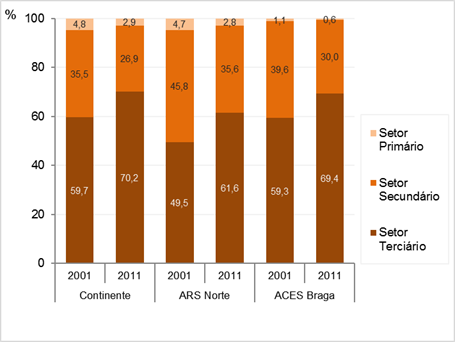 %
100
80
60
40
20
0
4,8 2,9 4,7 2,8 1,1 0,6
35,5 26,9 45,8 35,6 39,6 30,0
59,7 70,2 49,5 61,6 59,3 69,4
2001 2011 2001 2011 2001 2011
Continente ARS Norte ACES Braga
Setor
Primário
Setor
Secundário
Setor
Terciário